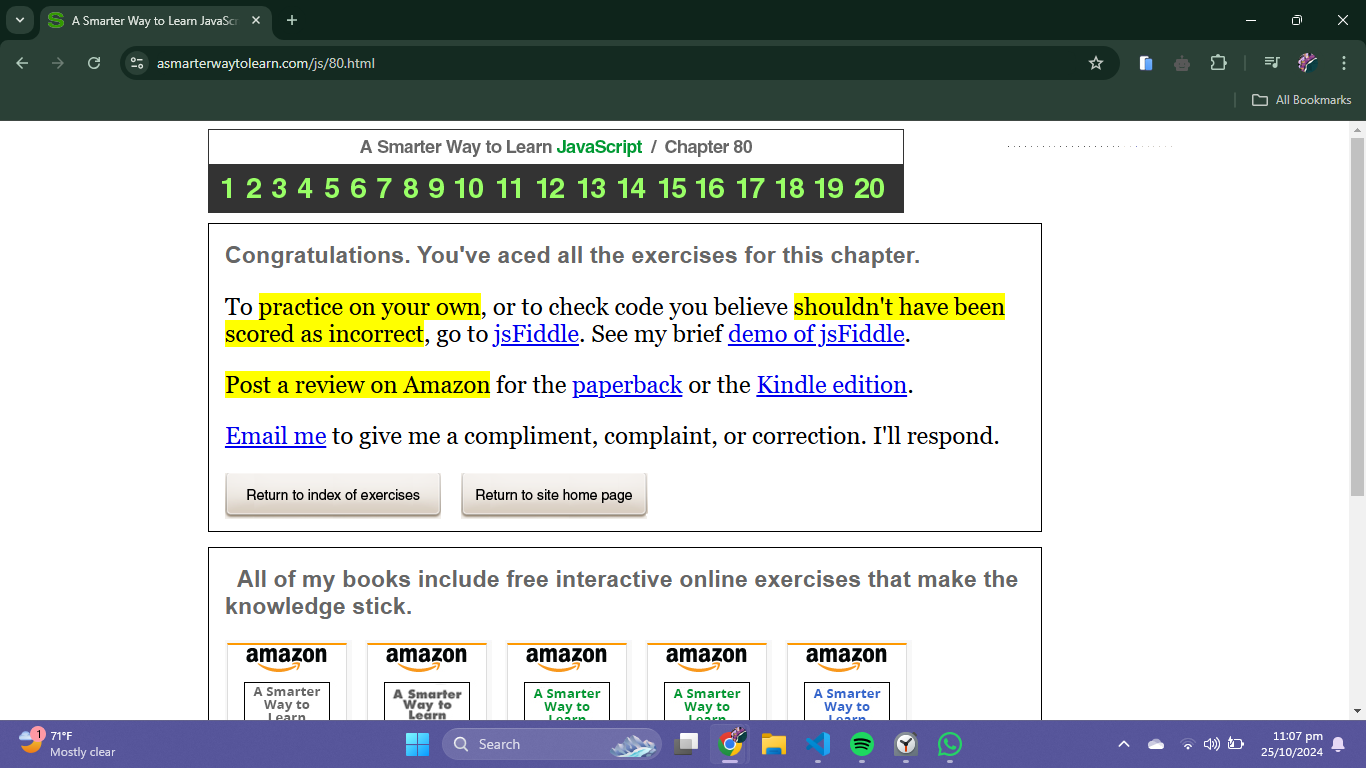 A Smarter Way to Learn JavaSc
asmarterwaytolearn.com/js/80.html
All Bookmarks
A Smarter Way to Learn JavaScript / Chapter 80
1 2 3 4 5 6 7 8 9 10 11 12 13 14 15 16 17 18 19 20
Congratulations. You've aced all the exercises for this chapter.
To practice on your own, or to check code you believe shouldn't have been
scored as incorrect, go to jsFiddle. See my brief demo of jsFiddle.
Post a review on Amazon for the paperback or the Kindle edition.
Email me to give me a compliment, complaint, or correction. I'll respond.
Return to index of exercises Return to site home page
All of my books include free interactive online exercises that make the
knowledge stick.
amazon amazon amazon amazon amazon
A Smarter A Smarter A Smarter A Smarter A Smarter
Way to Way to Way to Way to Way to
Learn Learn Learn Learn Learn
1 71°F
Mostly clear
Search
11:07 pm
25/10/2024